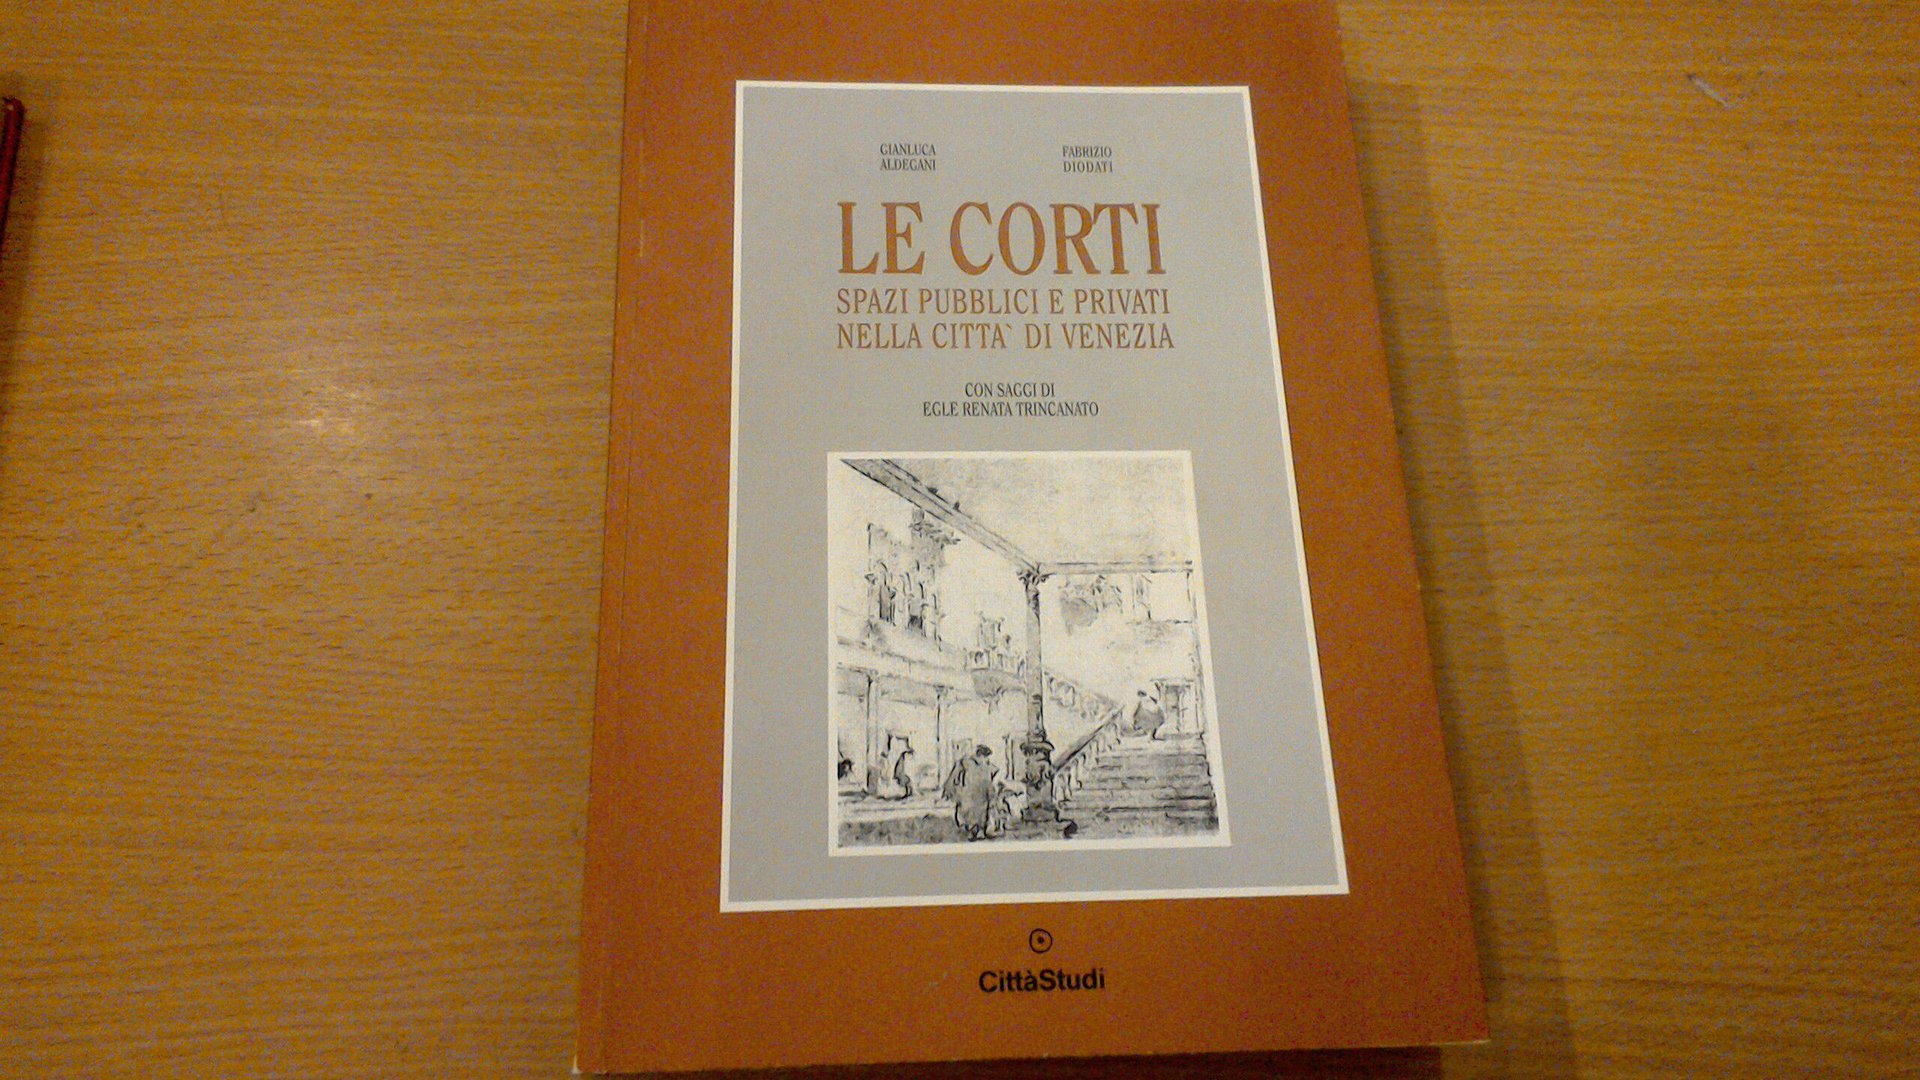 GIANLUCA
ALDEGANI
FABRIZIO
DIODATI
LE CORTI
SPAZI PUBBLICI E PRIVATI
NELLA CITTA` DI VENEZIA
CON SAGGI DI
EGLE RENATA TRINCANATO
CittàStudi